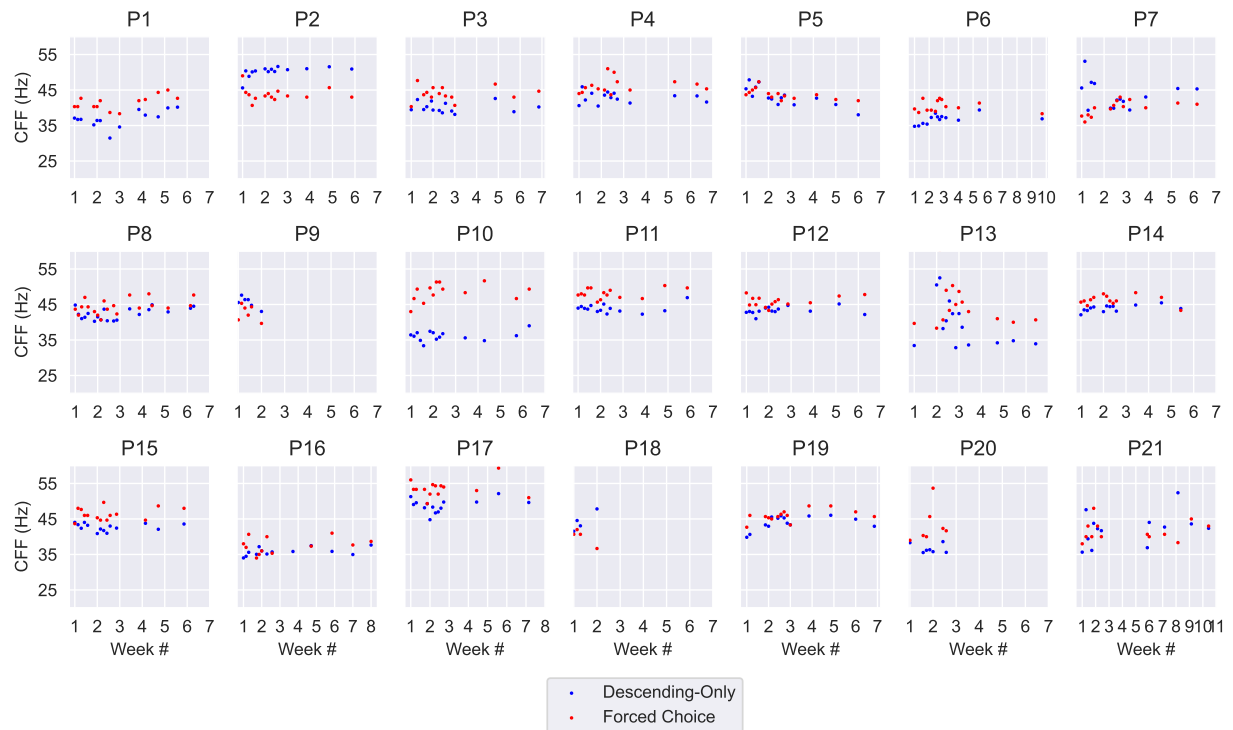 P1 P2 P3 P4 P5 P6 P7
CFF (Hz)
55
45
35
25
1 2 3 4 5 6 7 1 2 3 4 5 6 7 1 2 3 4 5 6 7 1 2 3 4 5 6 7 1 2 3 4 5 6 7 1 2 3 4 5 6 7 8 9 10 1 2 3 4 5 6 7
P8 P9 P10 P11 P12 P13 P14
CFF (Hz)
55
45
35
25
1 2 3 4 5 6 7 1 2 3 4 5 6 7 1 2 3 4 5 6 7 1 2 3 4 5 6 7 1 2 3 4 5 6 7 1 2 3 4 5 6 7 1 2 3 4 5 6 7
P15 P16 P17 P18 P19 P20 P21
CFF (Hz)
55
45
35
25
1 2 3 4 5 6 7 1 2 3 4 5 6 7 8 1 2 3 4 5 6 7 8 1 2 3 4 5 6 7 1 2 3 4 5 6 7 1 2 3 4 5 6 7 1 2 3 4 5 6 7 8 9 10 11
Week # Week # Week # Week # Week # Week # Week #
Descending-Only
Forced Choice